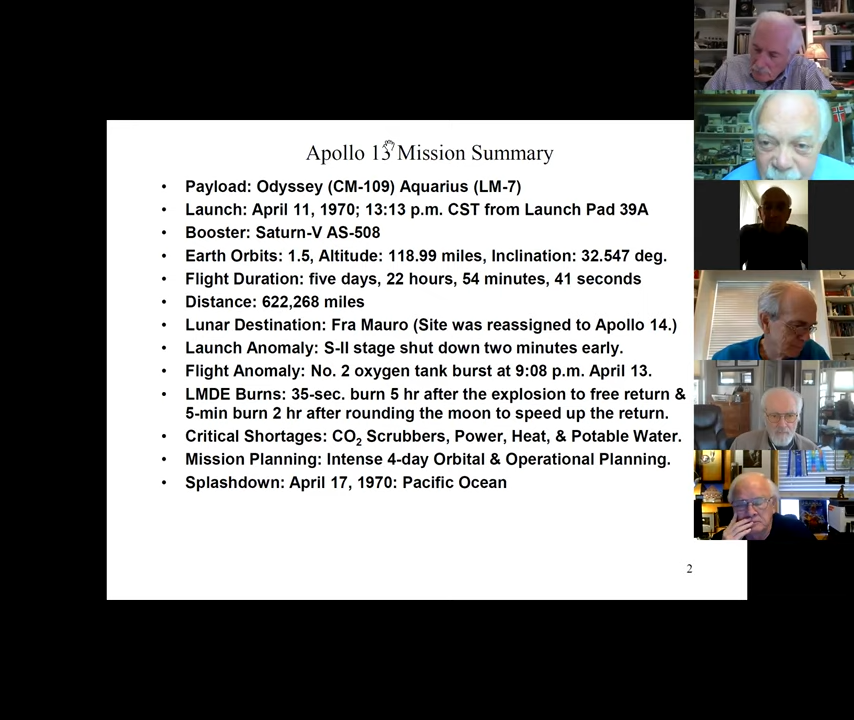 Apollo 13 Mission Summary
• Payload: Odyssey (CM-109) Aquarius (LM-7)
• Launch: April 11, 1970; 13:13 p.m. CST from Launch Pad 39A
• Booster: Saturn-V AS-508
• Earth Orbits: 1.5, Altitude: 118.99 miles, Inclination: 32.547 deg.
• Flight Duration: five days, 22 hours, 54 minutes, 41 seconds
• Distance: 622,268 miles
• Lunar Destination: Fra Mauro (Site was reassigned to Apollo 14.)
• Launch Anomaly: S-II stage shut down two minutes early.
• Flight Anomaly: No. 2 oxygen tank burst at 9:08 p.m. April 13.
• LMDE Burns: 35-sec. burn 5 hr after the explosion to free return &
5-min burn 2 hr after rounding the moon to speed up the return.
• Critical Shortages: CO₂ Scrubbers, Power, Heat, & Potable Water.
• Mission Planning: Intense 4-day Orbital & Operational Planning.
• Splashdown: April 17, 1970: Pacific Ocean
2